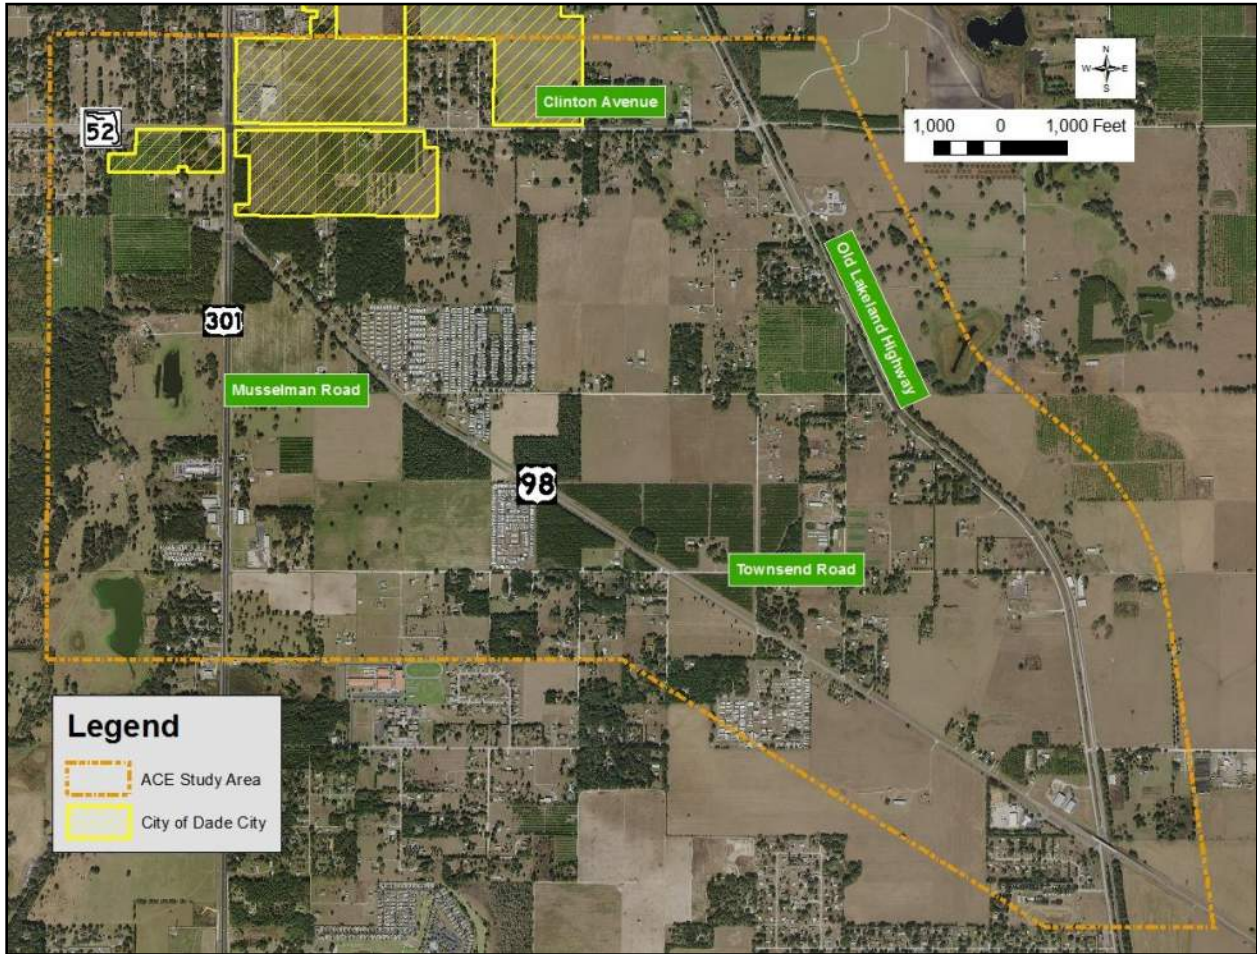 N
W E
S
Clinton Avenue
52
1,000 0 1,000 Feet
Old Lakeland Highway
301
Musselman Road
98
Townsend Road
Legend
ACE Study Area
City of Dade City